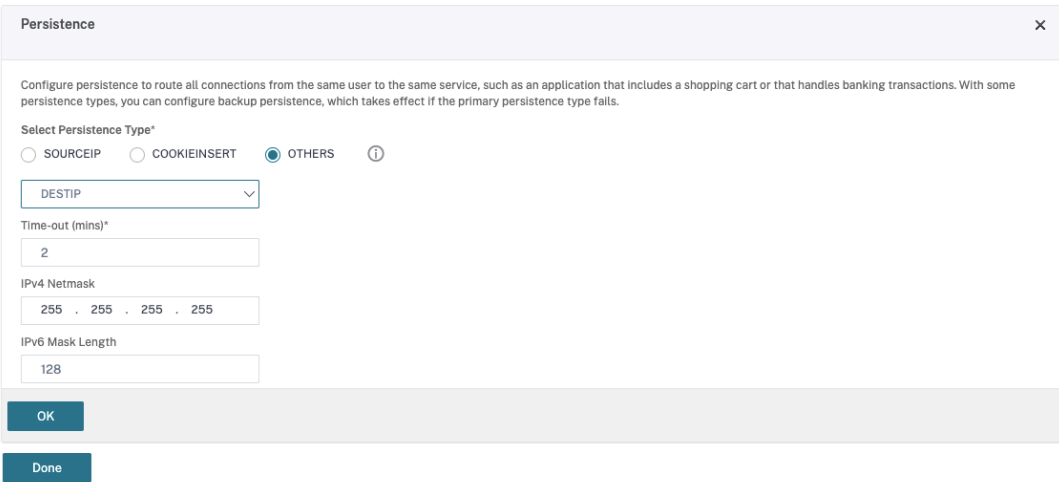 Persistence
Configure persistence to route all connections from the same user to the same service, such as an application that includes a shopping cart or that handles banking transactions. With some
persistence types, you can configure backup persistence, which takes effect if the primary persistence type fails.
Select Persistence Type*
SOURCEIP COOKIEINSERT OTHERS
DESTIP
Time-out (mins)*
2
IPv4 Netmask
255 . 255 . 255 . 255
IPv6 Mask Length
128
OK
Done